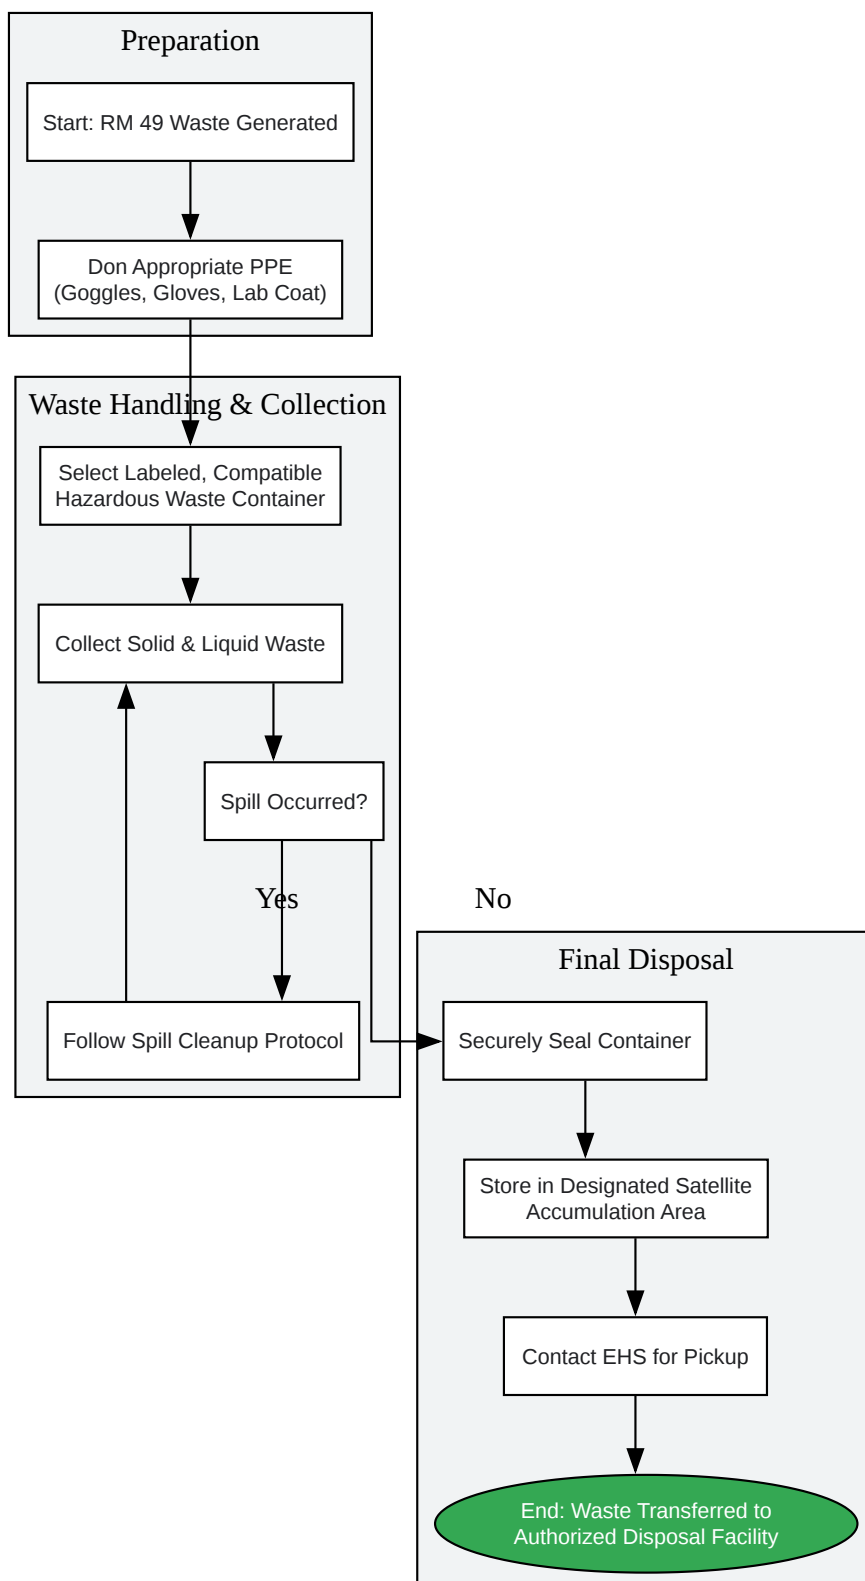 Preparation
Start: RM 49 Waste Generated
Don Appropriate PPE
(Goggles, Gloves, Lab Coat)
Waste Handling & Collection
Select Labeled, Compatible
Hazardous Waste Container
Collect Solid & Liquid Waste
Spill Occurred?
Yes
No
Follow Spill Cleanup Protocol
Final Disposal
Securely Seal Container
Store in Designated Satellite
Accumulation Area
Contact EHS for Pickup
End: Waste Transferred to
Authorized Disposal Facility